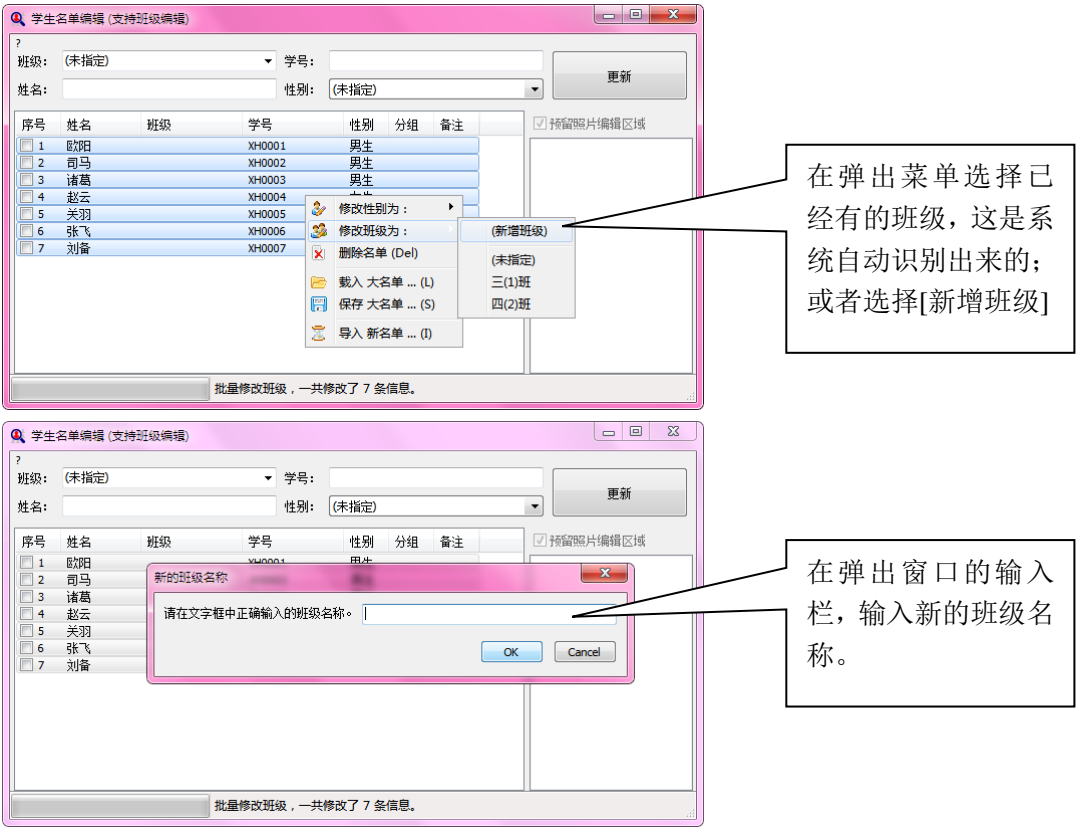 学生名单编辑 (支持班级编辑)
?
班级: (未指定) 学号:
姓名: 性别: (未指定)
更新
序号 姓名 班级 学号 性别 分组 备注
预留照片编辑区域
1 欧阳 XH0001 男生
2 司马 XH0002 男生
3 诸葛 XH0003 男生
4 赵云 XH0004
5 关羽 XH0005
6 张飞 XH0006
7 刘备 XH0007
修改性别为:
修改班级为:
删除名单 (Del)
载入 大名单 ... (L)
保存 大名单 ... (S)
导入 新名单 ... (I)
(新增班级)
(未指定)
三(1)班
四(2)班
批量修改班级，一共修改了 7 条信息。
在弹出菜单选择已
经有的班级，这是系
统自动识别出来的；
或者选择[新增班级]
学生名单编辑 (支持班级编辑)
?
班级: (未指定) 学号:
姓名: 性别: (未指定)
更新
序号 姓名 班级 学号 性别 分组 备注
预留照片编辑区域
1 欧阳 XH0001 男生
2 司马
3 诸葛
4 赵云
5 关羽
6 张飞
7 刘备
新的班级名称
请在文字框中正确输入的班级名称。
OK Cancel
批量修改班级，一共修改了 7 条信息。
在弹出窗口的输入
栏，输入新的班级名
称。